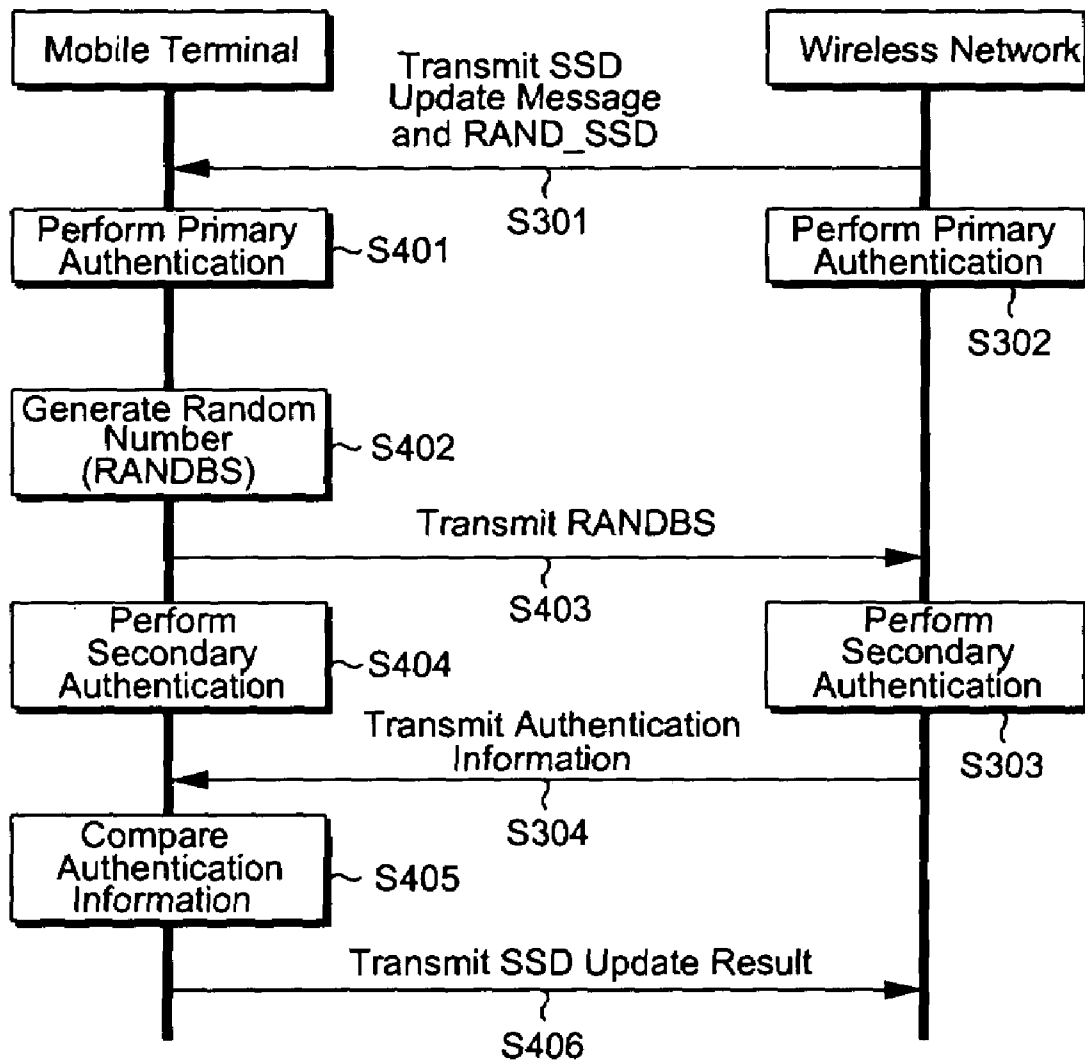 Mobile Terminal
Wireless Network
Transmit SSD
Update Message
and RAND_SSD
S301
Perform Primary
Authentication
S401
Perform Primary
Authentication
S302
Generate Random
Number
(RANDBS)
S402
Transmit RANDBS
S403
Perform
Secondary
Authentication
S404
Perform
Secondary
Authentication
S303
Transmit Authentication
Information
S304
Compare
Authentication
Information
S405
Transmit SSD Update Result
S406